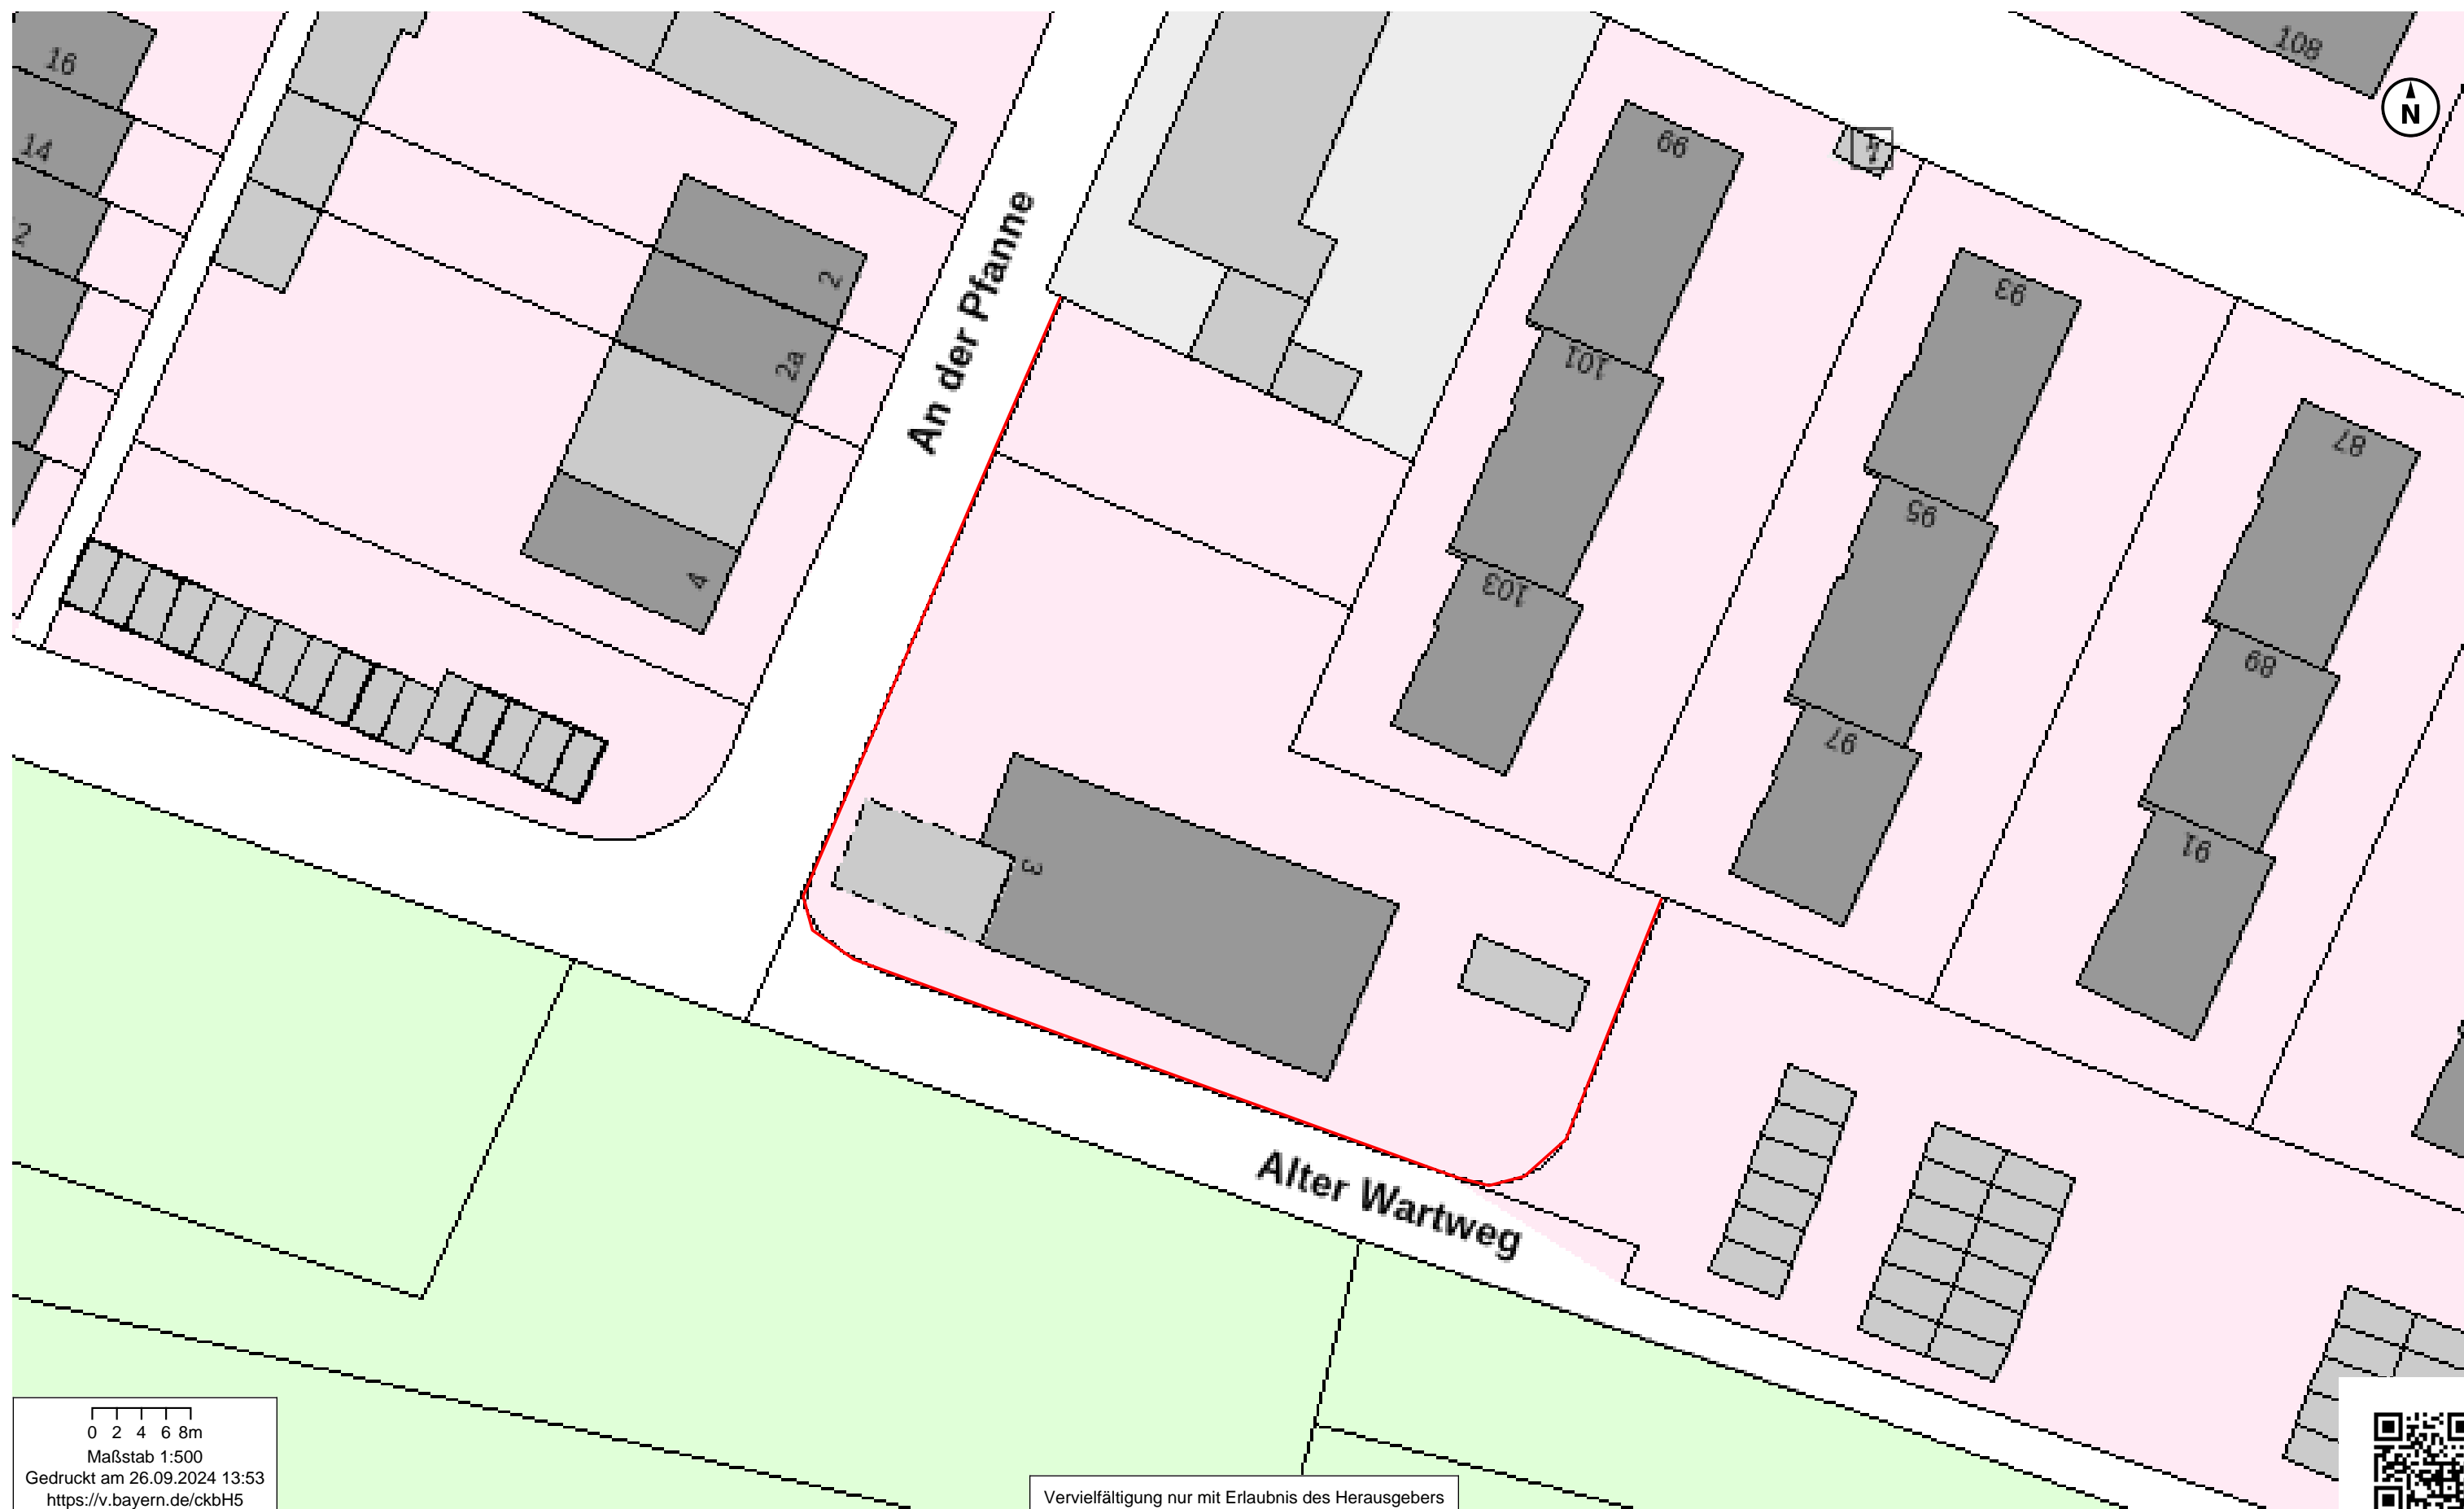 108
16
N
99
14
An der Pfanne
2
93
2
101
2a
87
95
4
103
89
97
91
3
Alter Wartweg
0 2 4 6 8m
Maßstab 1:500
Gedruckt am 26.09.2024 13:53
https://v.bayern.de/ckbH5
Vervielfältigung nur mit Erlaubnis des Herausgebers